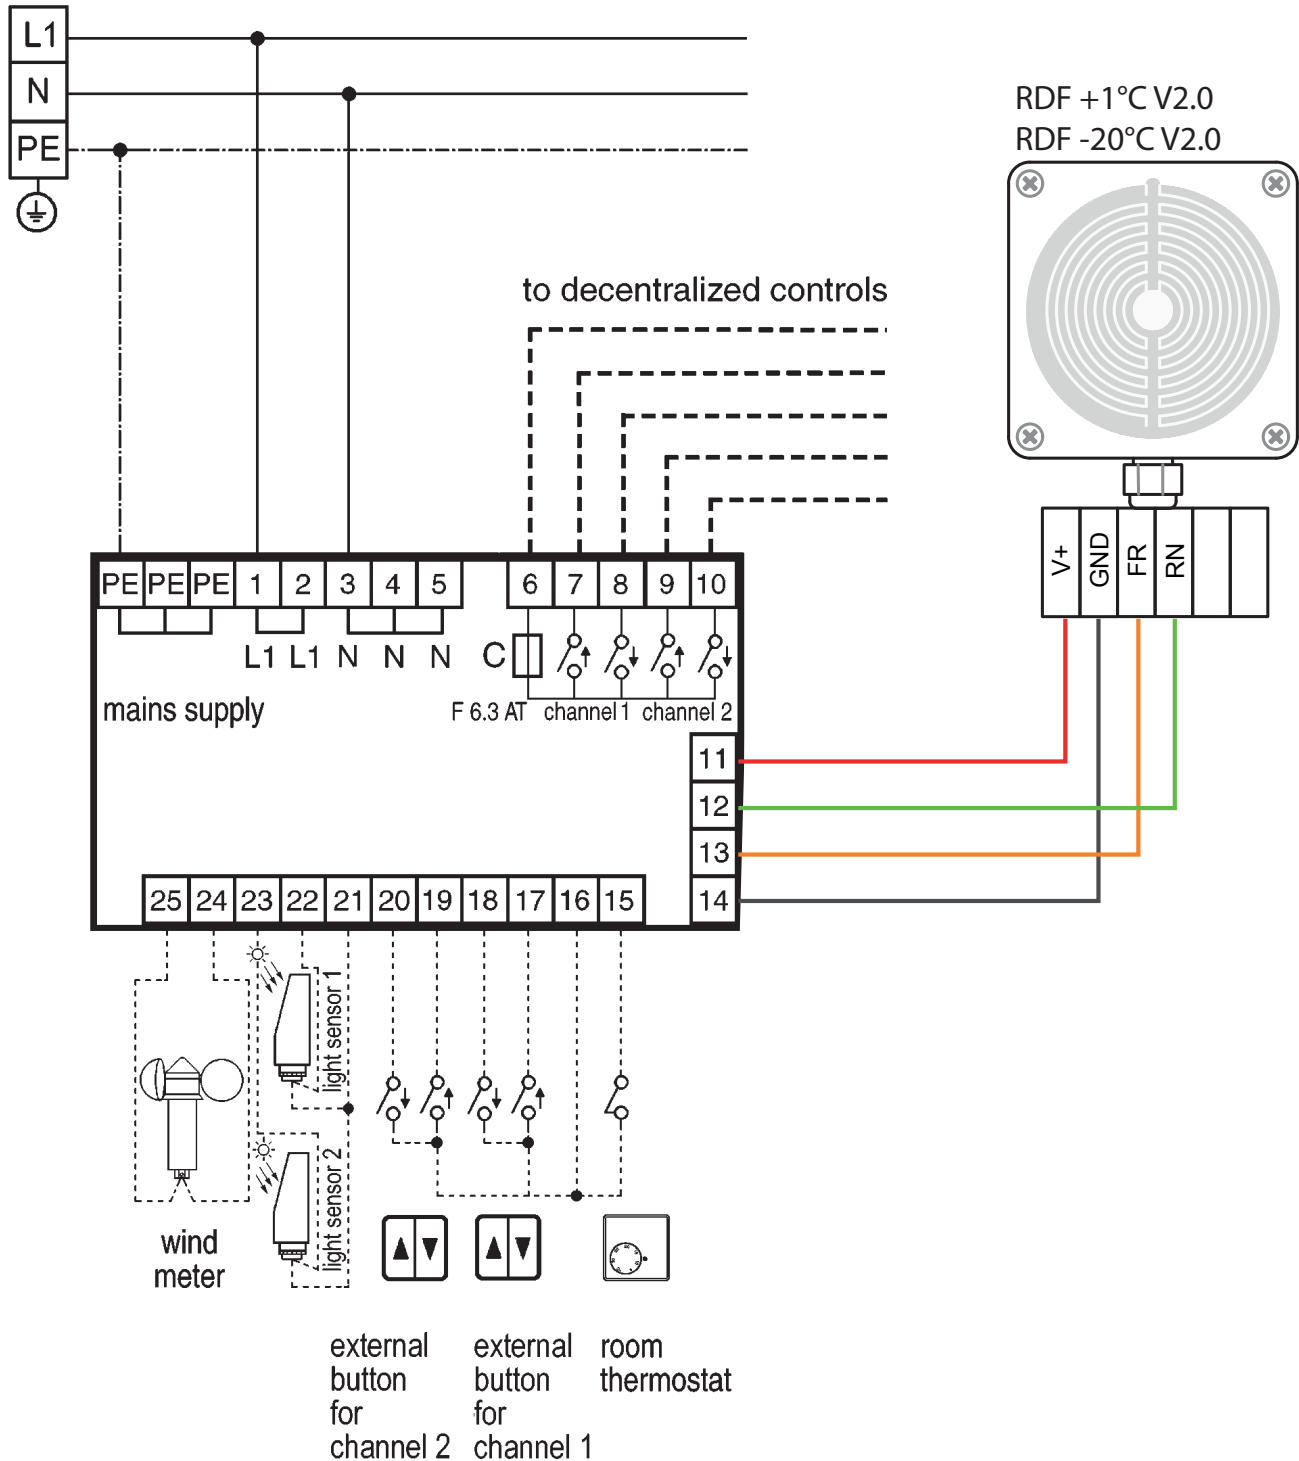 L1
N
PE
RDF +1°C V2.0
RDF -20°C V2.0
to decentralized controls
V+
GND
FR
RN
PE PE PE 1 2 3 4 5 6 7 8 9 10
L1 L1 N N N C
mains supply
F 6.3 AT channel 1 channel 2
11
12
13
14
25 24 23 22 21 20 19 18 17 16 15
light sensor 1
light sensor 2
wind
meter
external
button
for
channel 2
external
button
for
channel 1
room
thermostat